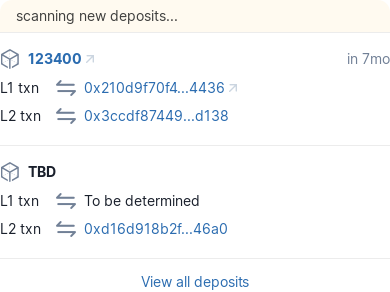 scanning new deposits...
123400 in 7mo
L1 txn 0x210d9f70f4...4436
L2 txn 0x3ccdf87449...d138
TBD
L1 txn To be determined
L2 txn 0xd16d918b2f...46a0
View all deposits